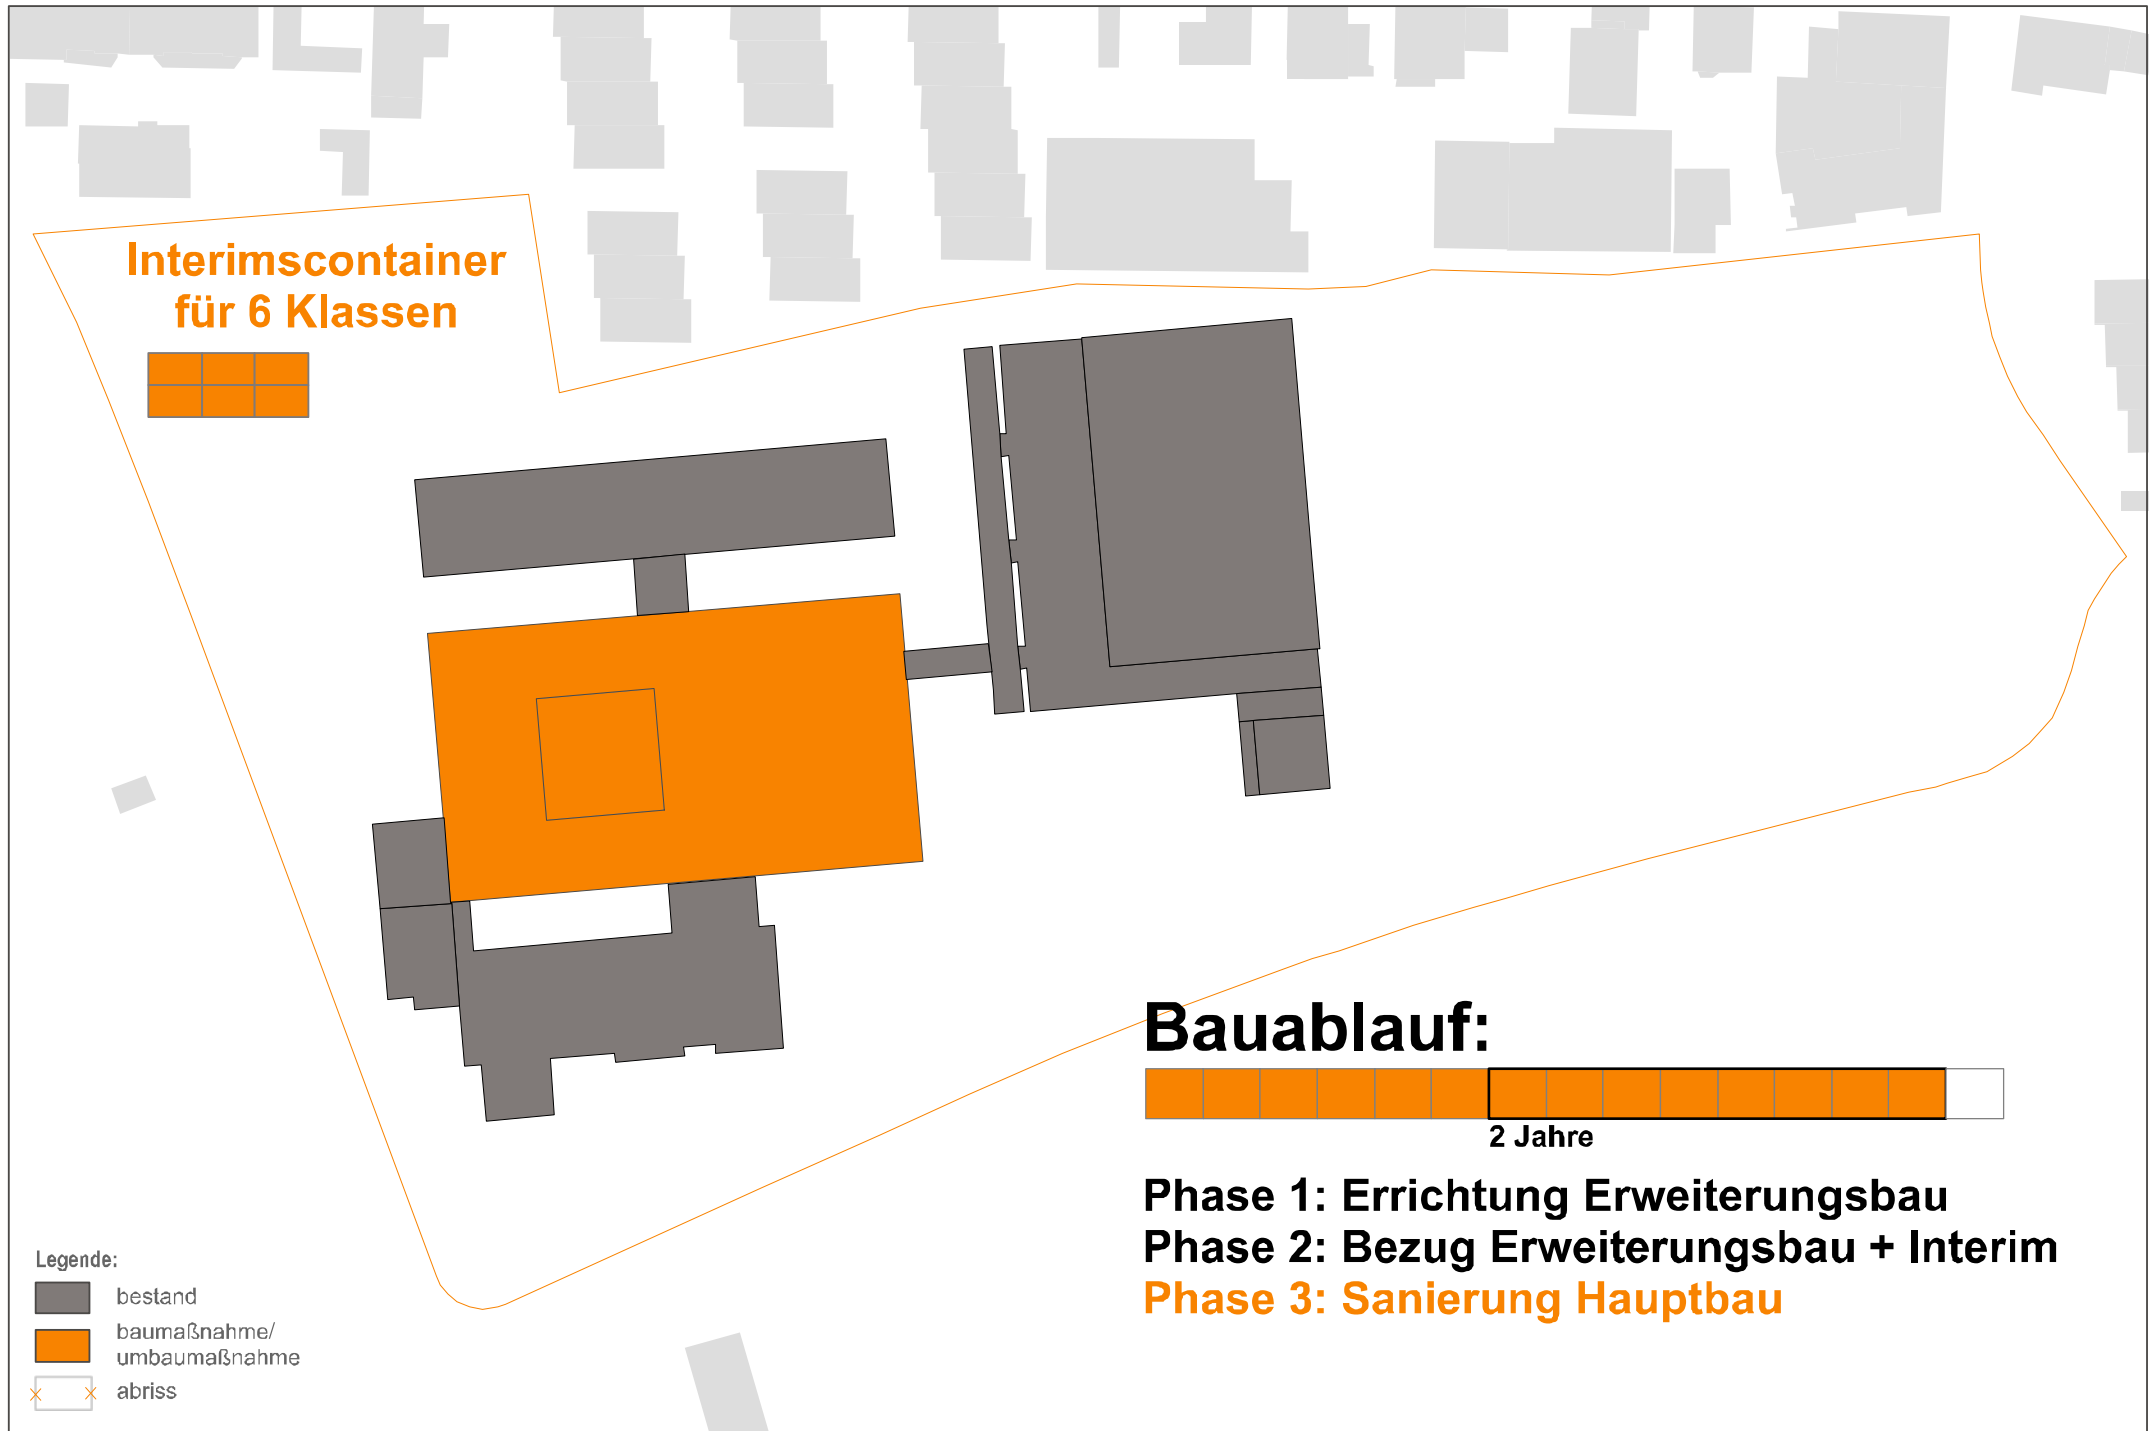 Interimscontainer
für 6 Klassen
Bauablauf:
2 Jahre
Phase 1: Errichtung Erweiterungsbau
Phase 2: Bezug Erweiterungsbau + Interim
Phase 3: Sanierung Hauptbau
Legende:
bestand
baumaßnahme/
umbaumaßnahme
abriss